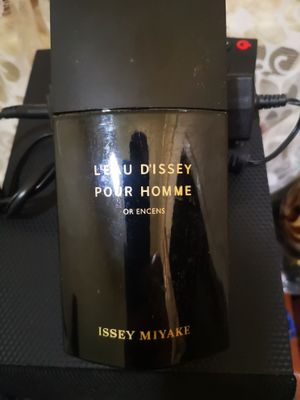 L'EAU D'ISSEY
POUR HOMME
OR ENCENS
ISSEY MIYAKE